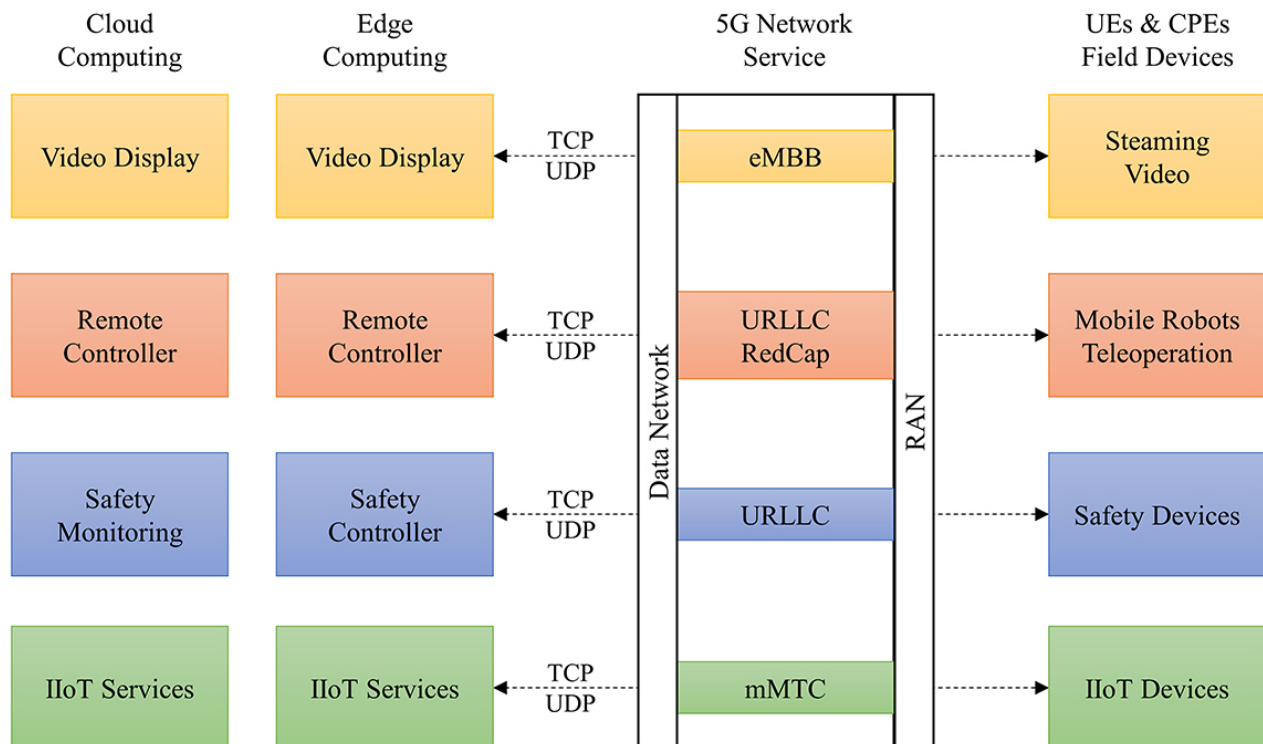 Cloud
Computing
Edge
Computing
5G Network
Service
UEs & CPEs
Field Devices
Video Display
Video Display
TCP
UDP
eMBB
Steaming
Video
Remote
Controller
Remote
Controller
TCP
UDP
URLLC
RedCap
Mobile Robots
Teleoperation
Data Network
RAN
Safety
Monitoring
Safety
Controller
TCP
UDP
URLLC
Safety Devices
IIoT Services
IIoT Services
TCP
UDP
mMTC
IIoT Devices